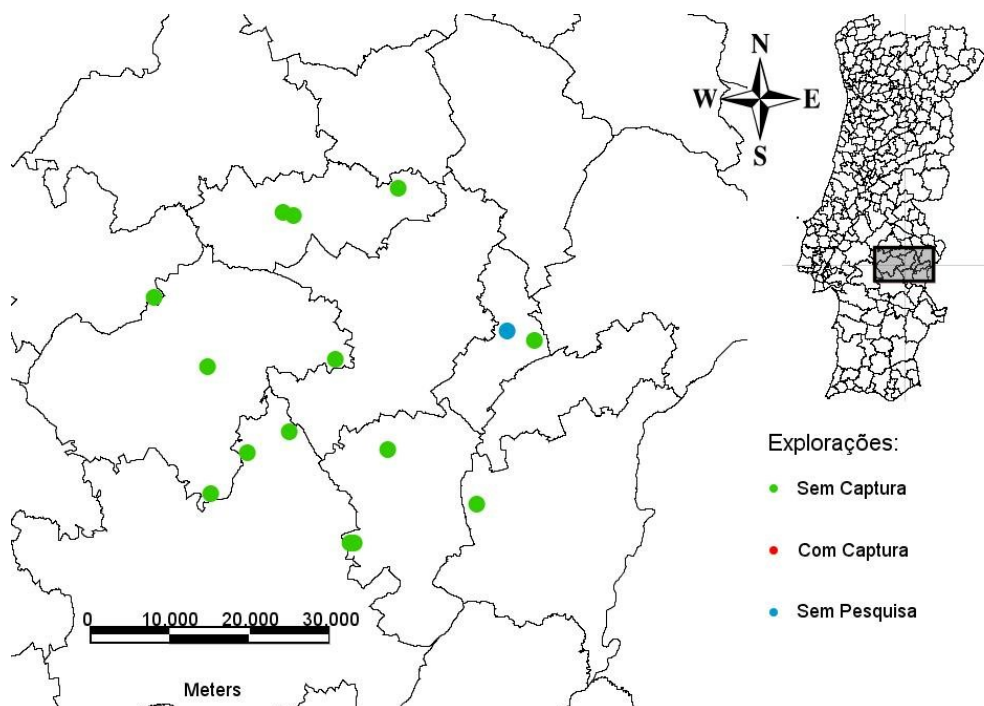 N
W E
S
Explorações:
Sem Captura
Com Captura
Sem Pesquisa
0 10,000 20,000 30,000
Meters